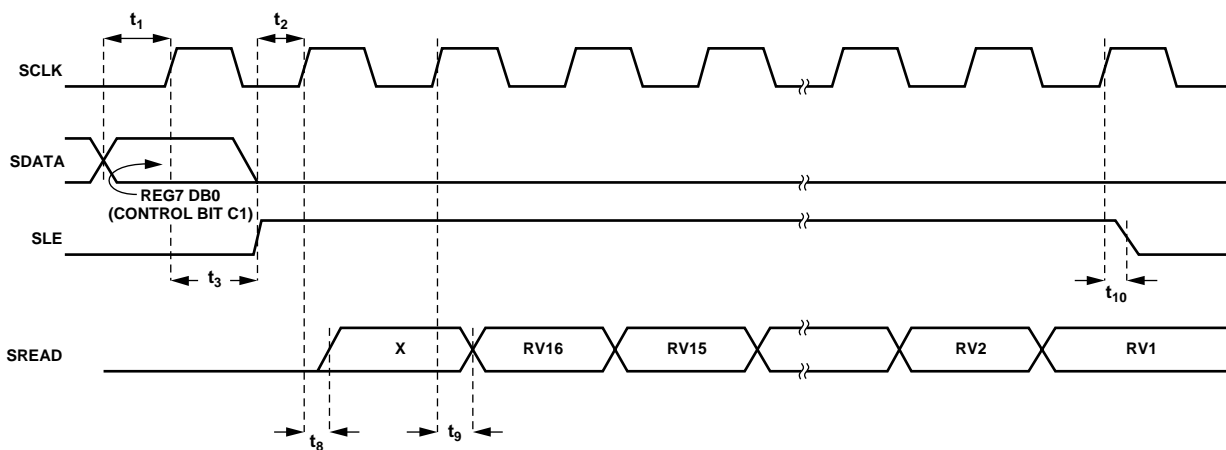 t1 t2
SCLK
SDATA
REG7 DB0
(CONTROL BIT C1)
SLE
t3
t10
SREAD X RV16 RV15 RV2 RV1
t8 t9